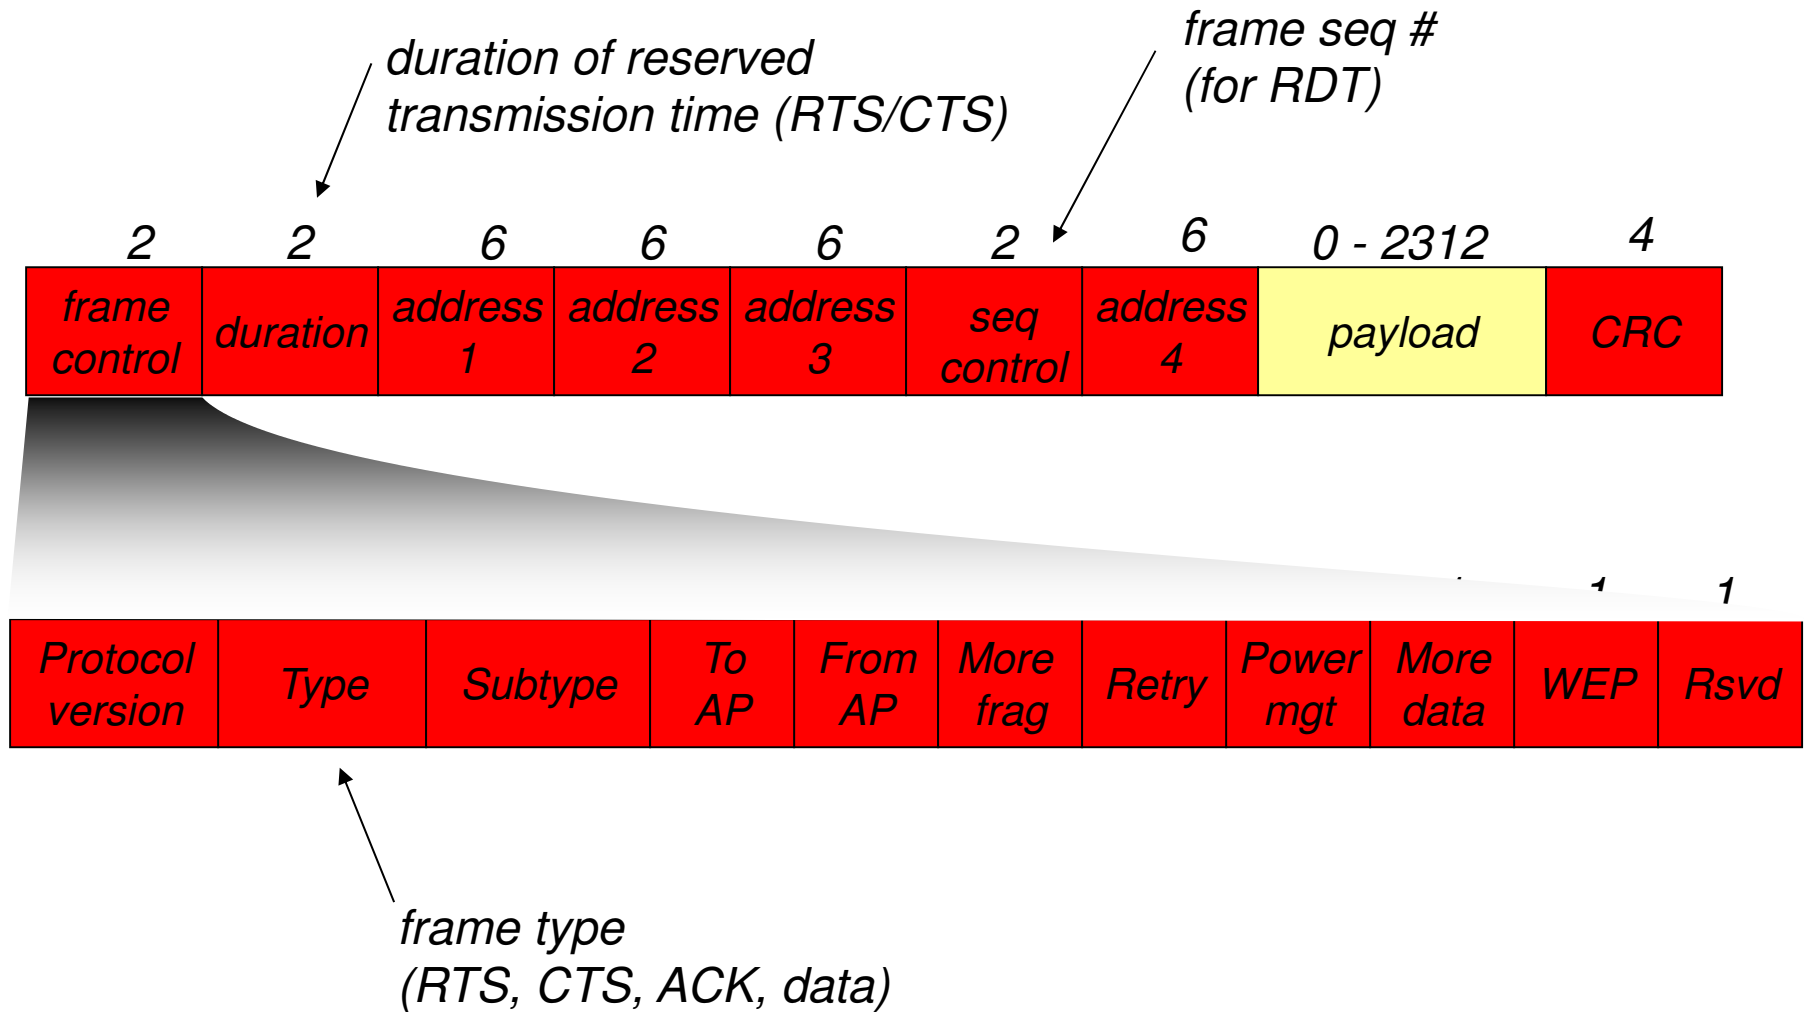 frame seq #
(for RDT)
duration of reserved
transmission time (RTS/CTS)
2 2 6 6 6 2 6 0 - 2312 4
frame control duration address 1 address 2 address 3 seq control address 4 payload CRC
1 1
Protocol version Type Subtype To AP From AP More frag Retry Power mgt More data WEP Rsvd
frame type
(RTS, CTS, ACK, data)